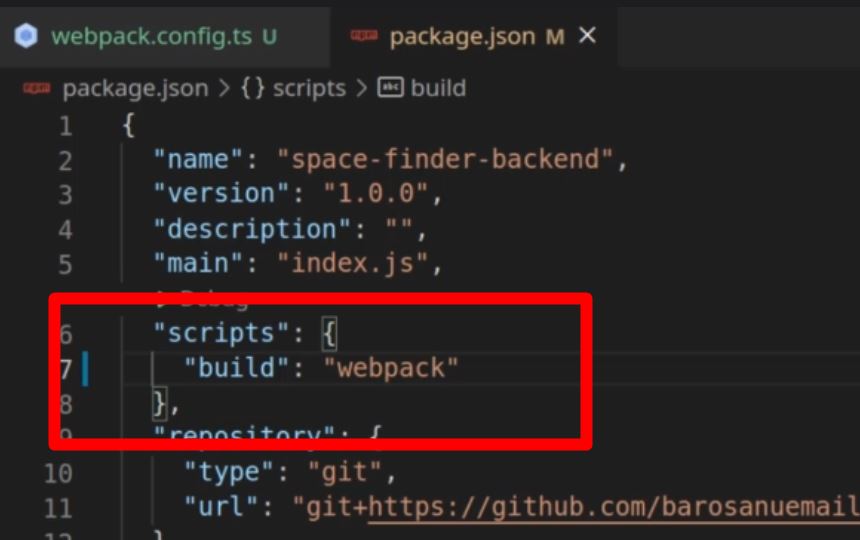 webpack.config.ts U package.json M
package.json > {} scripts > abc build
1 {
2 "name": "space-finder-backend",
3 "version": "1.0.0",
4 "description": "",
5 "main": "index.js",
Debug
6 "scripts": {
7 "build": "webpack"
8 },
9 "repository": {
10 "type": "git",
11 "url": "git+https://github.com/barosanuemail
12 }